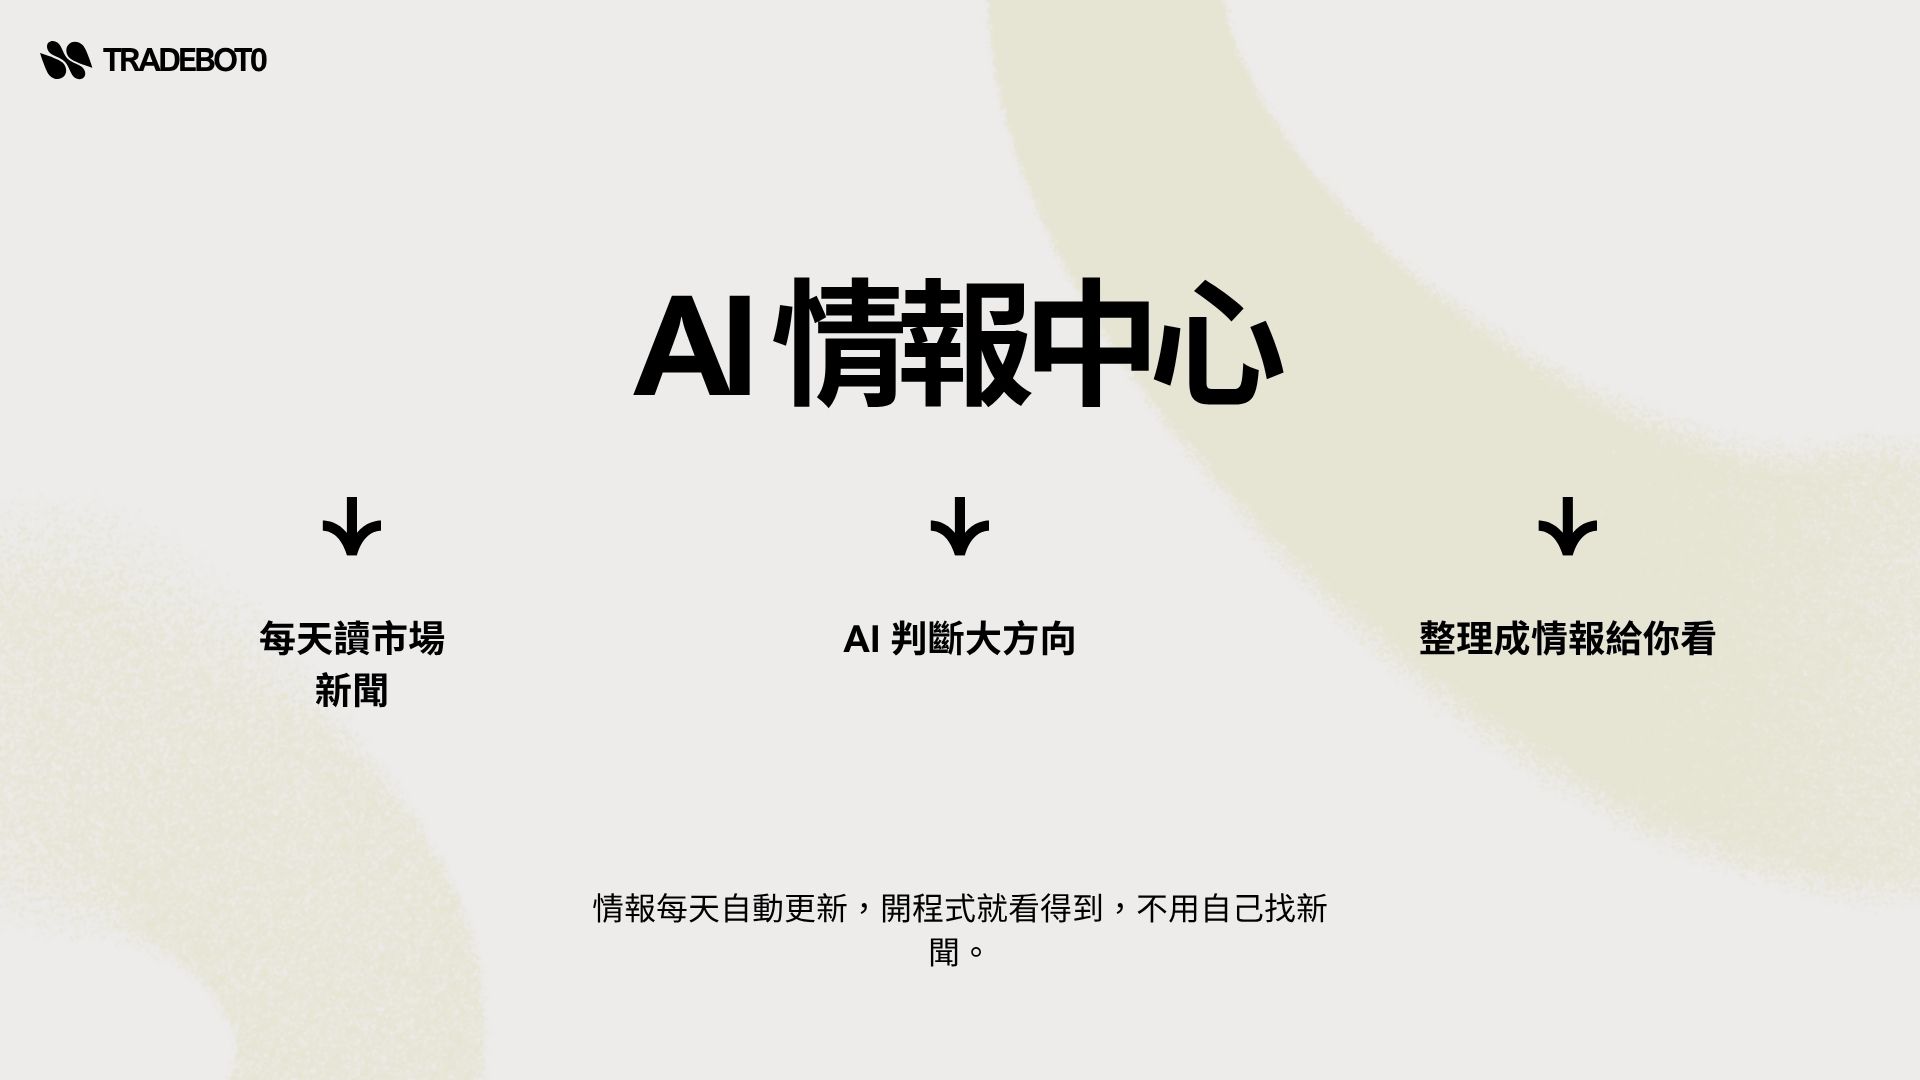 TRADEBOT0
AI 情報中心
每天讀市場
新聞
AI 判斷大方向
整理成情報給你看
情報每天自動更新，開程式就看得到，不用自己找新
聞。